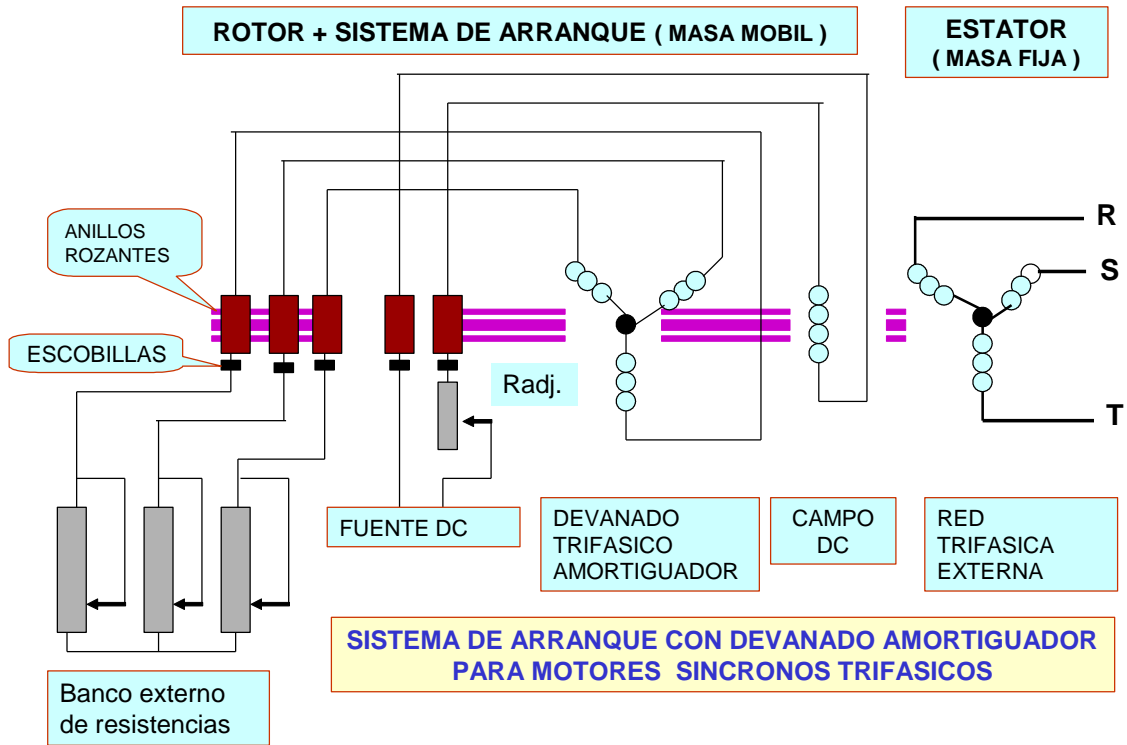 ROTOR + SISTEMA DE ARRANQUE ( MASA MOBIL )
ESTATOR
( MASA FIJA )
ANILLOS
ROZANTES
ESCOBILLAS
R
S
T
Radj.
FUENTE DC
DEVANADO
TRIFASICO
AMORTIGUADOR
CAMPO
DC
RED
TRIFASICA
EXTERNA
SISTEMA DE ARRANQUE CON DEVANADO AMORTIGUADOR
PARA MOTORES SINCRONOS TRIFASICOS
Banco externo
de resistencias